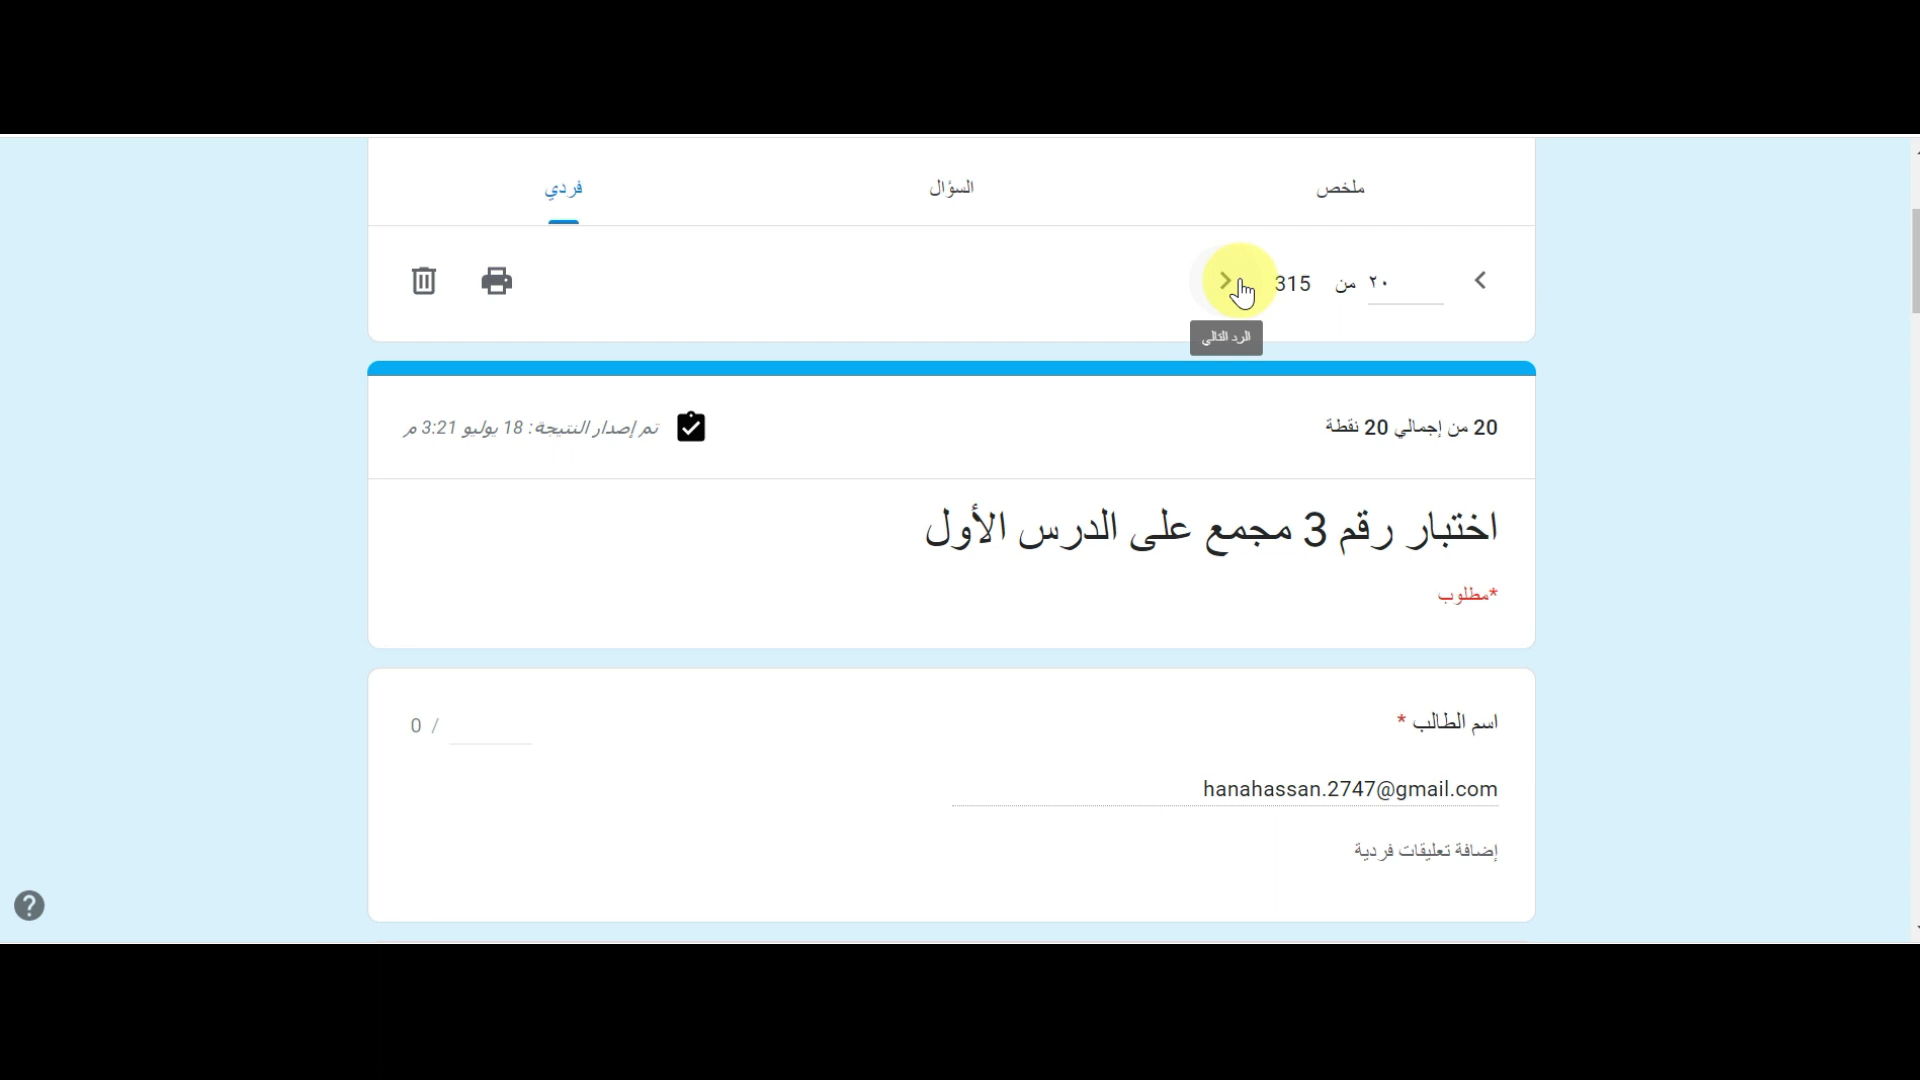 ملخص
السؤال
فردي
٢٠ من 315
الرد التالي
20 من إجمالي 20 نقطة
تم إصدار النتيجة: 18 يوليو 3:21 م
اختبار رقم 3 مجمع على الدرس الأول
*مطلوب
اسم الطالب *
/ 0
hanahassan.2747@gmail.com
إضافة تعليقات فردية